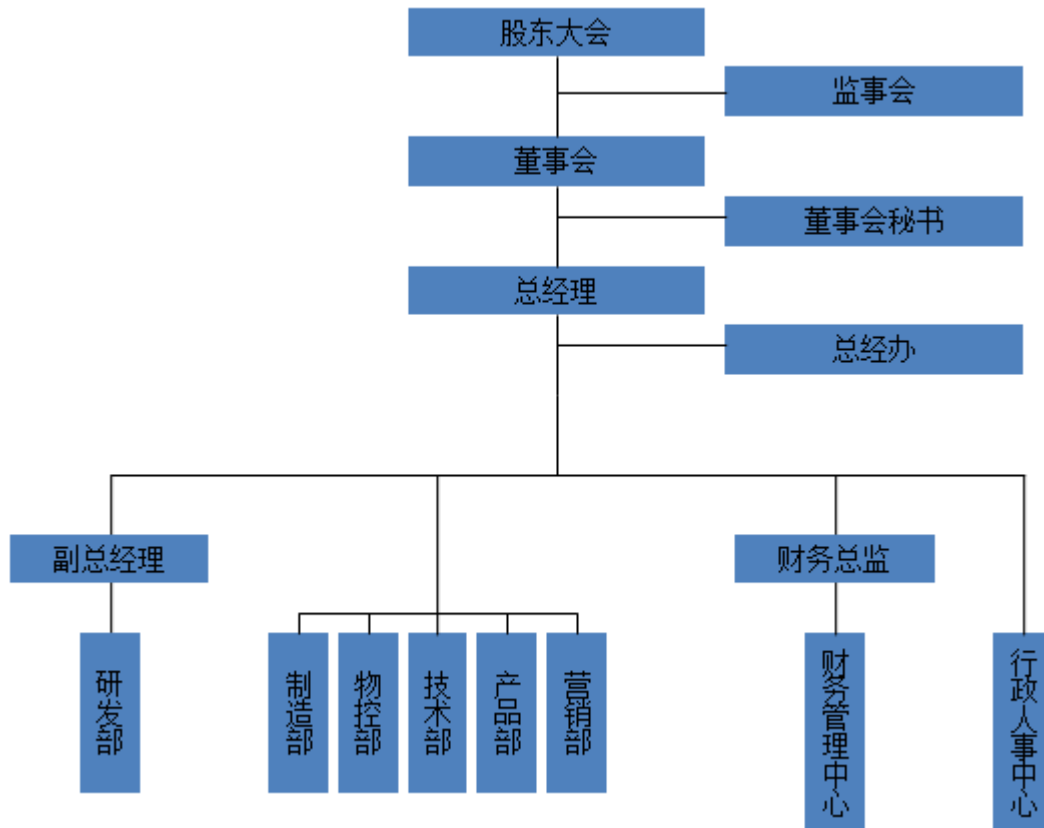 股东大会
监事会
董事会
董事会秘书
总经理
总经办
副总经理
财务总监
研发部
制造部
物控部
技术部
产品部
营销部
财务管理中心
行政人事中心